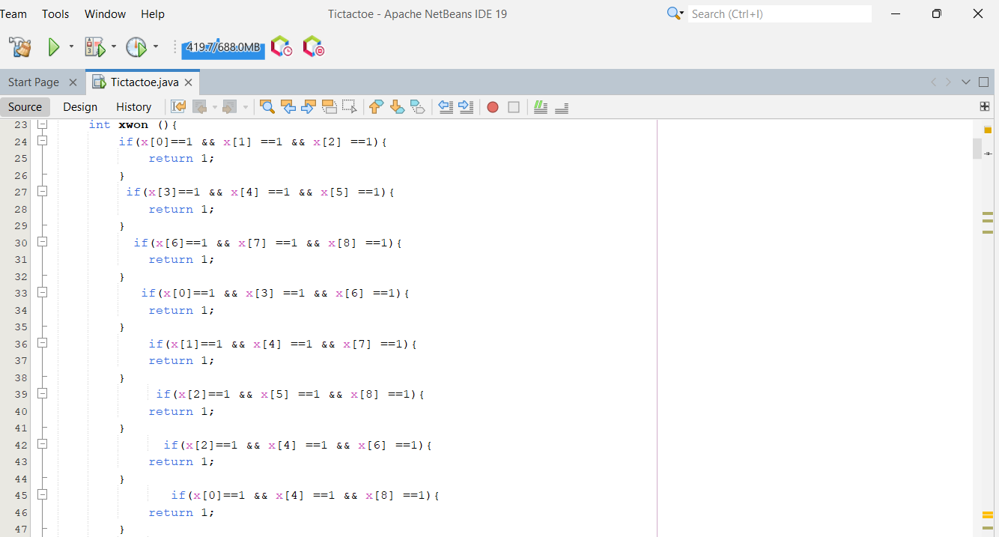 Team Tools Window Help Tictactoe - Apache NetBeans IDE 19 Search (Ctrl+I)
419.7/688.0MB
Start Page Tictactoe.java
Source Design History
23 int xwon (){
24 if(x[0]==1 && x[1] ==1 && x[2] ==1){
25 return 1;
26 }
27 if(x[3]==1 && x[4] ==1 && x[5] ==1){
28 return 1;
29 }
30 if(x[6]==1 && x[7] ==1 && x[8] ==1){
31 return 1;
32 }
33 if(x[0]==1 && x[3] ==1 && x[6] ==1){
34 return 1;
35 }
36 if(x[1]==1 && x[4] ==1 && x[7] ==1){
37 return 1;
38 }
39 if(x[2]==1 && x[5] ==1 && x[8] ==1){
40 return 1;
41 }
42 if(x[2]==1 && x[4] ==1 && x[6] ==1){
43 return 1;
44 }
45 if(x[0]==1 && x[4] ==1 && x[8] ==1){
46 return 1;
47 }